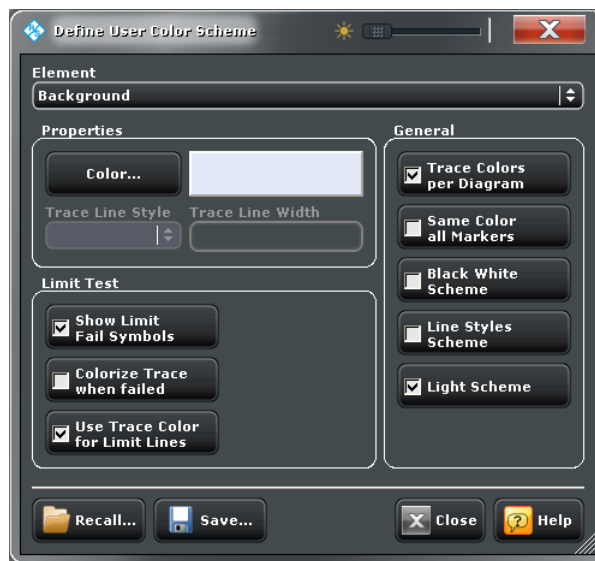 Define User Color Scheme
Element
Background
Properties
Color...
Trace Line Style
Trace Line Width
Limit Test
Show Limit
Fail Symbols
Colorize Trace
when failed
Use Trace Color
for Limit Lines
General
Trace Colors
per Diagram
Same Color
all Markers
Black White
Scheme
Line Styles
Scheme
Light Scheme
Recall...
Save...
Close
Help